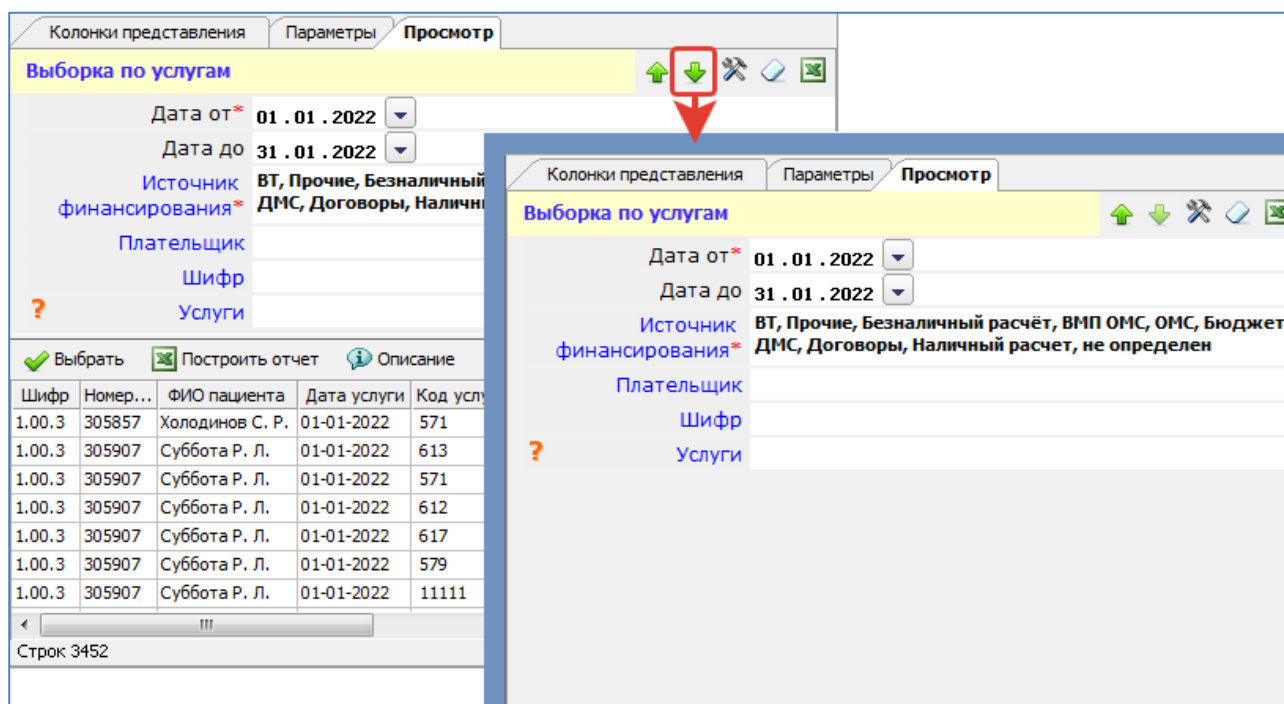 Колонки представления Параметры Просмотр
Выборка по услугам
Дата от* 01.01.2022
Дата до 31.01.2022
Источник финансирования* ВТ, Прочие, Безналичный
ДМС, Договоры,
Плательщик
Шифр
? Услуги
Выбрать Построить отчет Описание
Шифр Номер... ФИО пациента Дата услуги Код
1.00.3 305857 Холодинов С. Р. 01-01-2022 571
1.00.3 305907 Суббота Р. Л. 01-01-2022 613
1.00.3 305907 Суббота Р. Л. 01-01-2022 571
1.00.3 305907 Суббота Р. Л. 01-01-2022 612
1.00.3 305907 Суббота Р. Л. 01-01-2022 617
1.00.3 305907 Суббота Р. Л. 01-01-2022 579
1.00.3 305907 Суббота Р. Л. 01-01-2022 11111
Строк 3452
Колонки представления Параметры Просмотр
Выборка по услугам
Дата от* 01.01.2022
Дата до 31.01.2022
Источник финансирования* ВТ, Прочие, Безналичный расчёт, ВМП ОМС, ОМС, Бюджет
ДМС, Договоры, Наличный расчет, не определен
Плательщик
Шифр
? Услуги